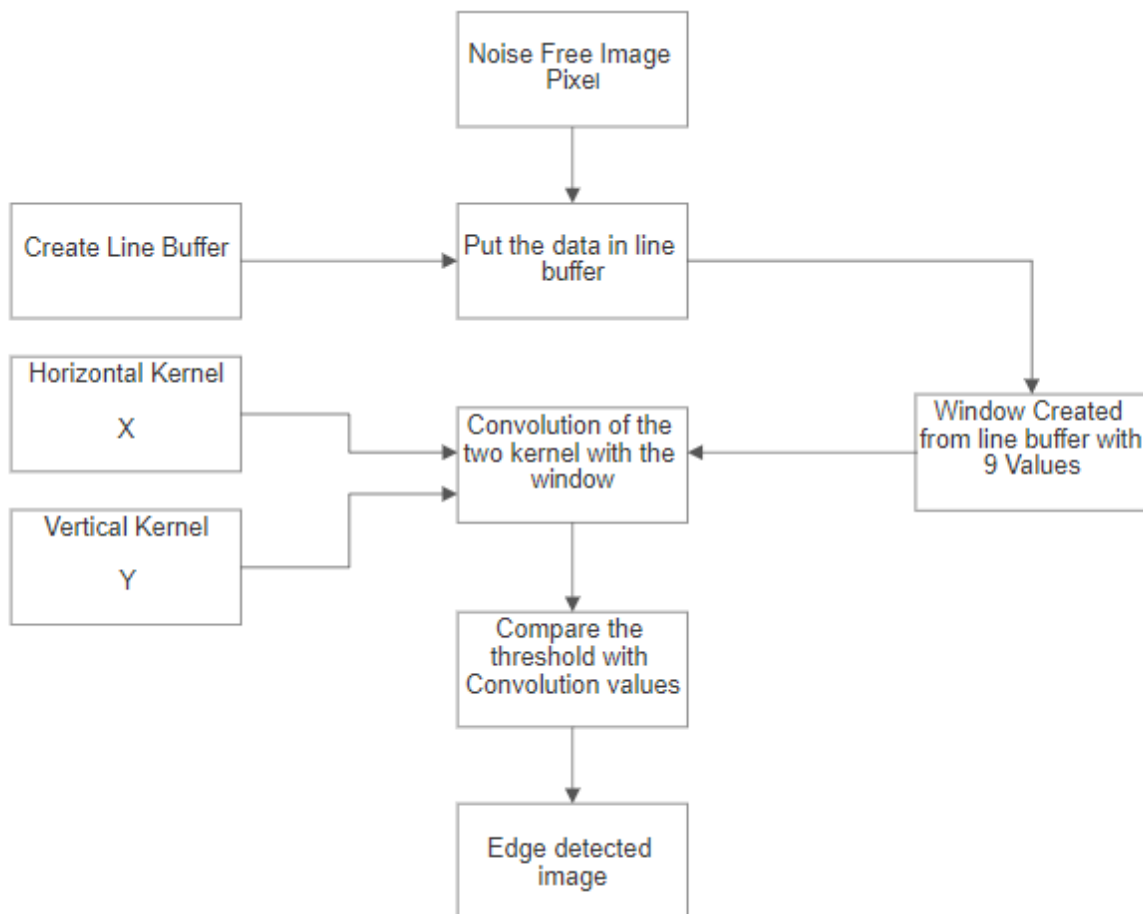 Noise Free Image
Pixel
Create Line Buffer
Put the data in line
buffer
Horizontal Kernel
X
Convolution of the
two kernel with the
window
Window Created
from line buffer with
9 Values
Vertical Kernel
Y
Compare the
threshold with
Convolution values
Edge detected
image